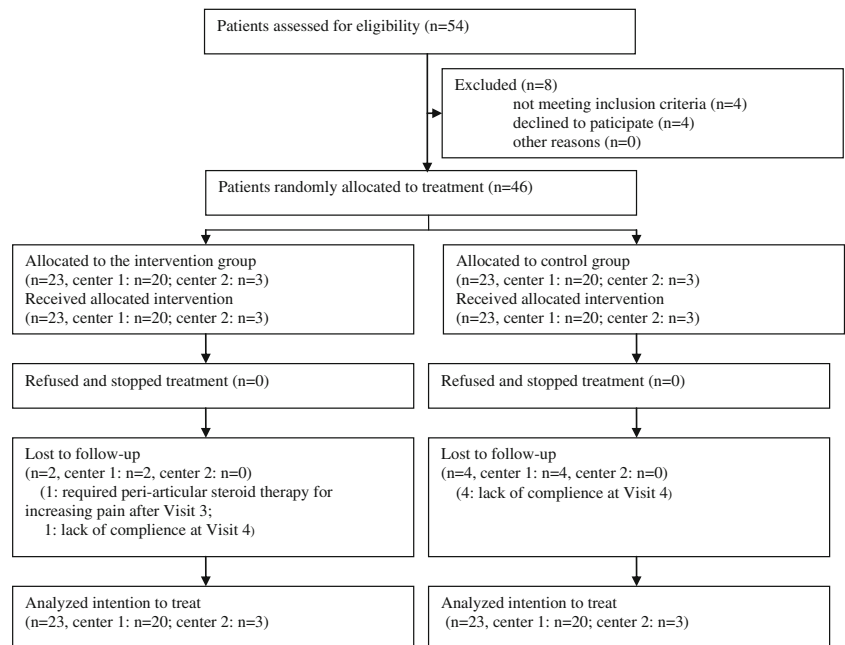 Patients assessed for eligibility (n=54)
Excluded (n=8)
not meeting inclusion criteria (n=4)
declined to paticipate (n=4)
other reasons (n=0)
Patients randomly allocated to treatment (n=46)
Allocated to the intervention group
(n=23, center 1: n=20; center 2: n=3)
Received allocated intervention
(n=23, center 1: n=20; center 2: n=3)
Allocated to control group
(n=23, center 1: n=20; center 2: n=3)
Received allocated intervention
(n=23, center 1: n=20; center 2: n=3)
Refused and stopped treatment (n=0)
Refused and stopped treatment (n=0)
Lost to follow-up
(n=2, center 1: n=2, center 2: n=0)
(1: required peri-articular steroid therapy for
increasing pain after Visit 3;
1: lack of complience at Visit 4)
Lost to follow-up
(n=4, center 1: n=4, center 2: n=0)
(4: lack of complience at Visit 4)
Analyzed intention to treat
(n=23, center 1: n=20; center 2: n=3)
Analyzed intention to treat
(n=23, center 1: n=20; center 2: n=3)